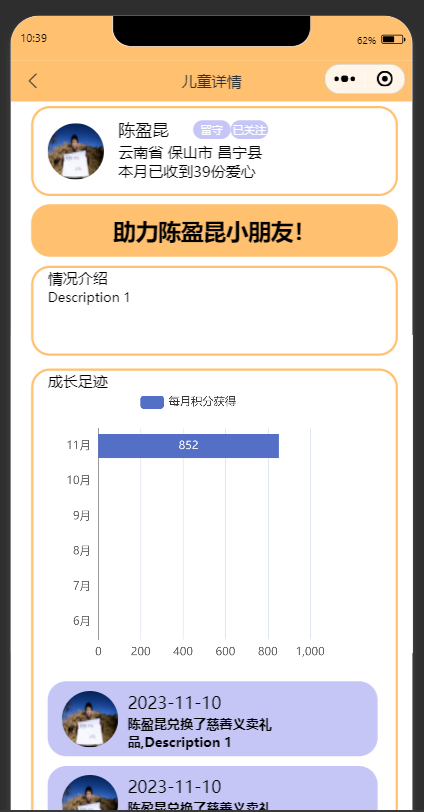 10:39
62%
儿童详情
陈盈昆 留守 已关注
云南省 保山市 昌宁县
本月已收到39份爱心
助力陈盈昆小朋友！
情况介绍
Description 1
成长足迹
每月积分获得
11月
852
10月
9月
8月
7月
6月
0 200 400 600 800 1,000
2023-11-10
陈盈昆兑换了慈善义卖礼
品,Description 1
2023-11-10
陈盈昆兑换了慈善义卖礼